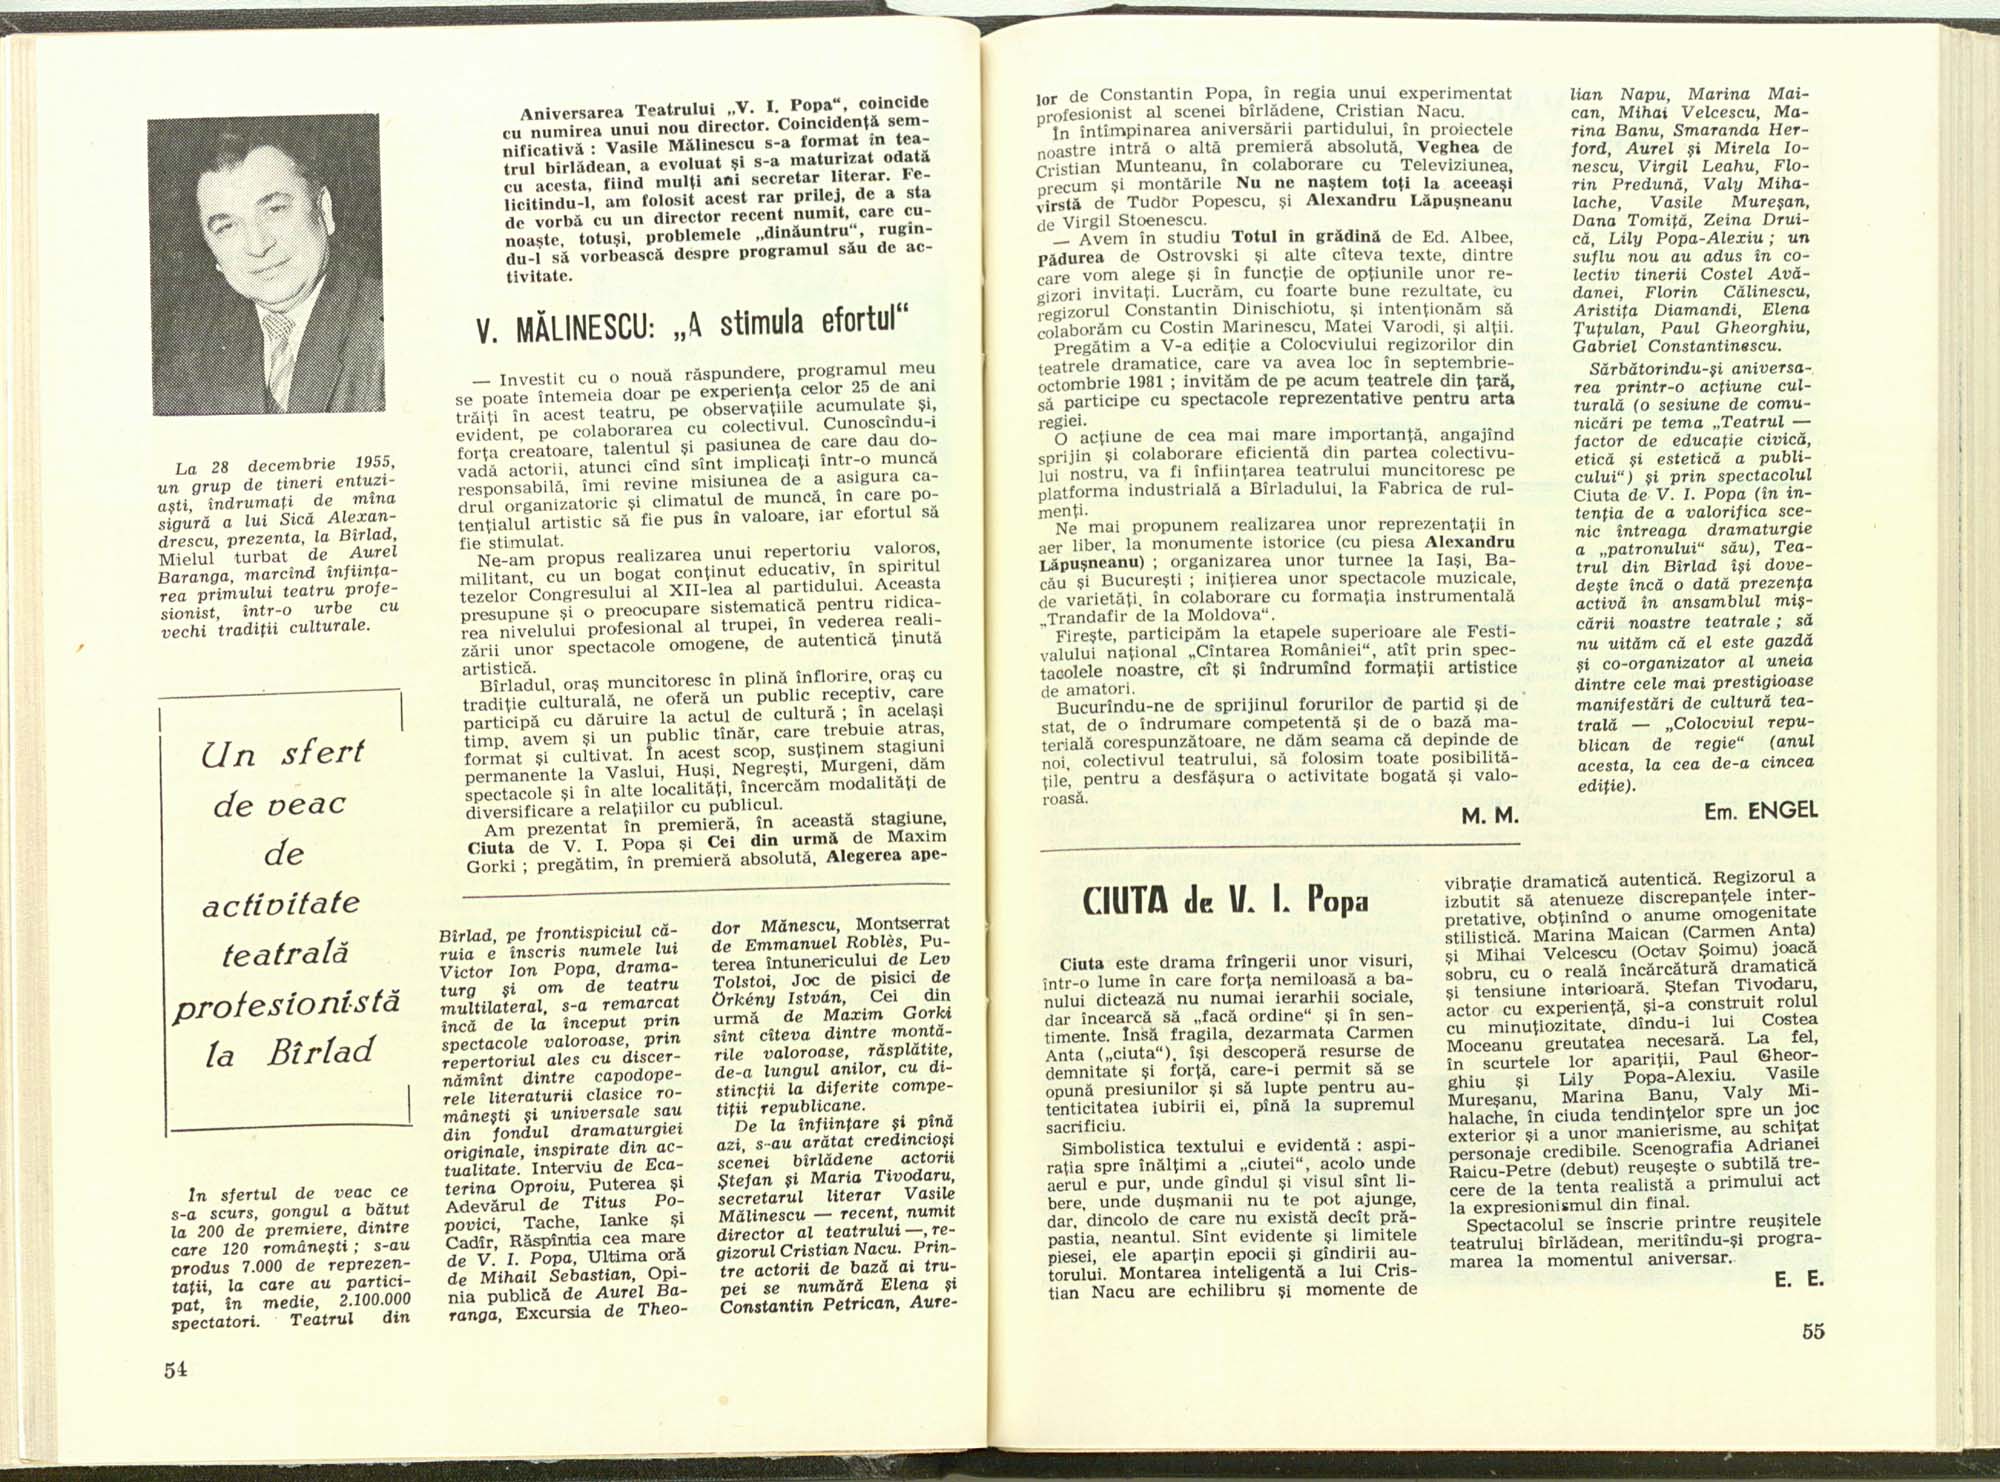 La 28 decembrie 1955,
un grup de tineri entuzi-
aști, îndrumați de mîna
sigură a lui Sică Alexan-
drescu, prezenta, la Bîrlad,
Mielul turbat de Aurel
Baranga, marcînd înființa-
rea primului teatru profe-
sionist, într-o urbe cu
vechi tradiții culturale.
Un sfert
de veac
de
activitate
teatrală
profesionistă
la Bîrlad
In sfertul de veac ce
s-a scurs, gongul a bătut
la 200 de premiere, dintre
care 120 românești ; s-au
produs 7.000 de reprezen-
tații, la care au partici-
pat, în medie, 2.100.000
spectatori. Teatrul din
Aniversarea Teatrului „V. I. Popa“, coincide
cu numirea unui nou director. Coincidență sem-
nificativă : Vasile Mălinescu s-a format în tea-
trul bîrlădean, a evoluat și s-a maturizat odată
cu acesta, fiind mulți ani secretar literar. Fe-
licitindu-l, am folosit acest rar prilej, de a sta
de vorbă cu un director recent numit, care cu-
noaște, totuși, problemele „dinăuntru“, rugin-
du-l să vorbească despre programul său de ac-
tivitate.
V. MĂLINESCU: „A stimula efortul“
— Investit cu o nouă răspundere, programul meu
se poate întemeia doar pe experiența celor 25 de ani
trăiți în acest teatru, pe observațiile acumulate și,
evident, pe colaborarea cu colectivul. Cunoscîndu-i
forța creatoare, talentul și pasiunea de care dau do-
vadă actorii, atunci cînd sînt implicați într-o muncă
responsabilă, îmi revine misiunea de a asigura ca-
drul organizatoric și climatul de muncă, în care po-
tențialul artistic să fie pus în valoare, iar efortul să
fie stimulat.
Ne-am propus realizarea unui repertoriu valoros,
militant, cu un bogat conținut educativ, în spiritul
tezelor Congresului al XII-lea al partidului. Aceasta
presupune și o preocupare sistematică pentru ridica-
rea nivelului profesional al trupei, în vederea reali-
zării unor spectacole omogene, de autentică ținută
artistică.
Bîrladul, oraș muncitoresc în plină înflorire, oraș cu
tradiție culturală, ne oferă un public receptiv, care
participă cu dăruire la actul de cultură ; în același
timp, avem și un public tînăr, care trebuie atras,
format și cultivat. In acest scop, susținem stagiuni
permanente la Vaslui, Huși, Negrești, Murgeni, dăm
spectacole și în alte localități, încercăm modalități de
diversificare a relațiilor cu publicul.
Am prezentat în premieră, în această stagiune,
Ciuta de V. I. Popa și Cei din urmă de Maxim
Gorki ; pregătim, în premieră absolută, Alegerea ape-
Bîrlad, pe frontispiciul că-
ruia e înscris numele lui
Victor Ion Popa, drama-
turg și om de teatru
multilateral, s-a remarcat
încă de la început prin
spectacole valoroase, prin
repertoriul ales cu discer-
nămînt dintre capodope-
rele literaturii clasice ro-
mânești și universale sau
din fondul dramaturgiei
originale, inspirate din ac-
tualitate. Interviu de Eca-
terina Oproiu, Puterea și
Adevărul de Titus Po-
povici, Tache, Ianke și
Cadîr, Răspîntia cea mare
de V. I. Popa, Ultima oră
de Mihail Sebastian, Opi-
nia publică de Aurel Ba-
ranga, Excursia de Theo-
dor Mănescu, Montserrat
de Emmanuel Roblès, Pu-
terea întunericului de Lev
Tolstoi, Joc de pisici de
Örkény István, Cei din
urmă de Maxim Gorki
sînt cîteva dintre montă-
rile valoroase, răsplătite,
de-a lungul anilor, cu di-
stincții la diferite compe-
tiții republicane.
De la înființare și pînă
azi, s-au arătat credincioși
scenei bîrlădene actorii
Ștefan și Maria Tivodaru,
secretarul literar Vasile
Mălinescu — recent, numit
director al teatrului —, re-
gizorul Cristian Nacu. Prin-
tre actorii de bază ai tru-
pei se numără Elena și
Constantin Petrican, Aure-
54
lor de Constantin Popa, în regia unui experimentat
profesionist al scenei bîrlădene, Cristian Nacu.
In întîmpinarea aniversării partidului, în proiectele
noastre intră o altă premieră absolută, Veghea de
Cristian Munteanu, în colaborare cu Televiziunea,
precum și montările Nu ne naștem toți la aceeași
vîrstă de Tudor Popescu, și Alexandru Lăpușneanu
de Virgil Stoenescu.
— Avem în studiu Totul în grădină de Ed. Albee,
Pădurea de Ostrovski și alte cîteva texte, dintre
care vom alege și în funcție de opțiunile unor re-
gizori invitați. Lucrăm, cu foarte bune rezultate, cu
regizorul Constantin Dinischiotu, și intenționăm să
colaborăm cu Costin Marinescu, Matei Varodi, și alții.
Pregătim a V-a ediție a Colocviului regizorilor din
teatrele dramatice, care va avea loc în septembrie-
octombrie 1981 ; invităm de pe acum teatrele din țară,
să participe cu spectacole reprezentative pentru arta
regiei.
O acțiune de cea mai mare importanță, angajînd
sprijin și colaborare eficientă din partea colectivu-
lui nostru, va fi înființarea teatrului muncitoresc pe
platforma industrială a Bîrladului, la Fabrica de rul-
menți.
Ne mai propunem realizarea unor reprezentații în
aer liber, la monumente istorice (cu piesa Alexandru
Lăpușneanu) ; organizarea unor turnee la Iași, Ba-
cău și București ; inițierea unor spectacole muzicale,
de varietăți, în colaborare cu formația instrumentală
„Trandafir de la Moldova“.
Firește, participăm la etapele superioare ale Festi-
valului național „Cîntarea României“, atît prin spec-
tacolele noastre, cît și îndrumînd formații artistice
de amatori.
Bucurîndu-ne de sprijinul forurilor de partid și de
stat, de o îndrumare competentă și de o bază ma-
terială corespunzătoare, ne dăm seama că depinde de
noi, colectivul teatrului, să folosim toate posibilită-
țile, pentru a desfășura o activitate bogată și valo-
roasă.
M. M.
lian Napu, Marina Mai-
can, Mihai Velcescu, Ma-
rina Banu, Smaranda Her-
ford, Aurel și Mirela Io-
nescu, Virgil Leahu, Flo-
rin Predună, Valy Miha-
lache, Vasile Mureșan,
Dana Tomiță, Zeina Drui-
că, Lily Popa-Alexiu ; un
suflu nou au adus în co-
lectiv tinerii Costel Avă-
danei, Florin Călinescu,
Aristița Diamandi, Elena
Țuțulan, Paul Gheorghiu,
Gabriel Constantinescu.
Sărbătorindu-și aniversa-
rea printr-o acțiune cul-
turală (o sesiune de comu-
nicări pe tema „Teatrul —
factor de educație civică,
etică și estetică a publi-
cului“) și prin spectacolul
Ciuta de V. I. Popa (în in-
tenția de a valorifica sce-
nic întreaga dramaturgie
a „patronului“ său), Tea-
trul din Bîrlad își dove-
dește încă o dată prezența
activă în ansamblul miș-
cării noastre teatrale ; să
nu uităm că el este gazdă
și co-organizator al uneia
dintre cele mai prestigioase
manifestări de cultură tea-
trală — „Colocviul repu-
blican de regie“ (anul
acesta, la cea de-a cincea
ediție).
Em. ENGEL
CIUTA de V. I. Popa
Ciuta este drama frîngerii unor visuri,
într-o lume în care forța nemiloasă a ba-
nului dictează nu numai ierarhii sociale,
dar încearcă să „facă ordine“ și în sen-
timente. Însă fragila, dezarmata Carmen
Anta („ciuta“), își descoperă resurse de
demnitate și forță, care-i permit să se
opună presiunilor și să lupte pentru au-
tenticitatea iubirii ei, pînă la supremul
sacrificiu.
Simbolistica textului e evidentă : aspi-
rația spre înălțimi a „ciutei“, acolo unde
aerul e pur, unde gîndul și visul sînt li-
bere, unde dușmanii nu te pot ajunge,
dar, dincolo de care nu există decît pră-
pastia, neantul. Sînt evidente și limitele
piesei, ele aparțin epocii și gîndirii au-
torului. Montarea inteligentă a lui Cris-
tian Nacu are echilibru și momente de
vibrație dramatică autentică. Regizorul a
izbutit să atenueze discrepanțele inter-
pretative, obținînd o anume omogenitate
stilistică. Marina Maican (Carmen Anta)
și Mihai Velcescu (Octav Șoimu) joacă
sobru, cu o reală încărcătură dramatică
și tensiune interioară. Ștefan Tivodaru,
actor cu experiență, și-a construit rolul
cu minuțiozitate, dîndu-i lui Costea
Moceanu greutatea necesară. La fel,
în scurtele lor apariții, Paul Gheor-
ghiu și Lily Popa-Alexiu. Vasile
Mureșanu, Marina Banu, Valy Mi-
halache, în ciuda tendințelor spre un joc
exterior și a unor manierisme, au schițat
personaje credibile. Scenografia Adrianei
Raicu-Petre (debut) reușește o subtilă tre-
cere de la tenta realistă a primului act
la expresionismul din final.
Spectacolul se înscrie printre reușitele
teatrului bîrlădean, meritîndu-și progra-
marea la momentul aniversar.
E. E.
55